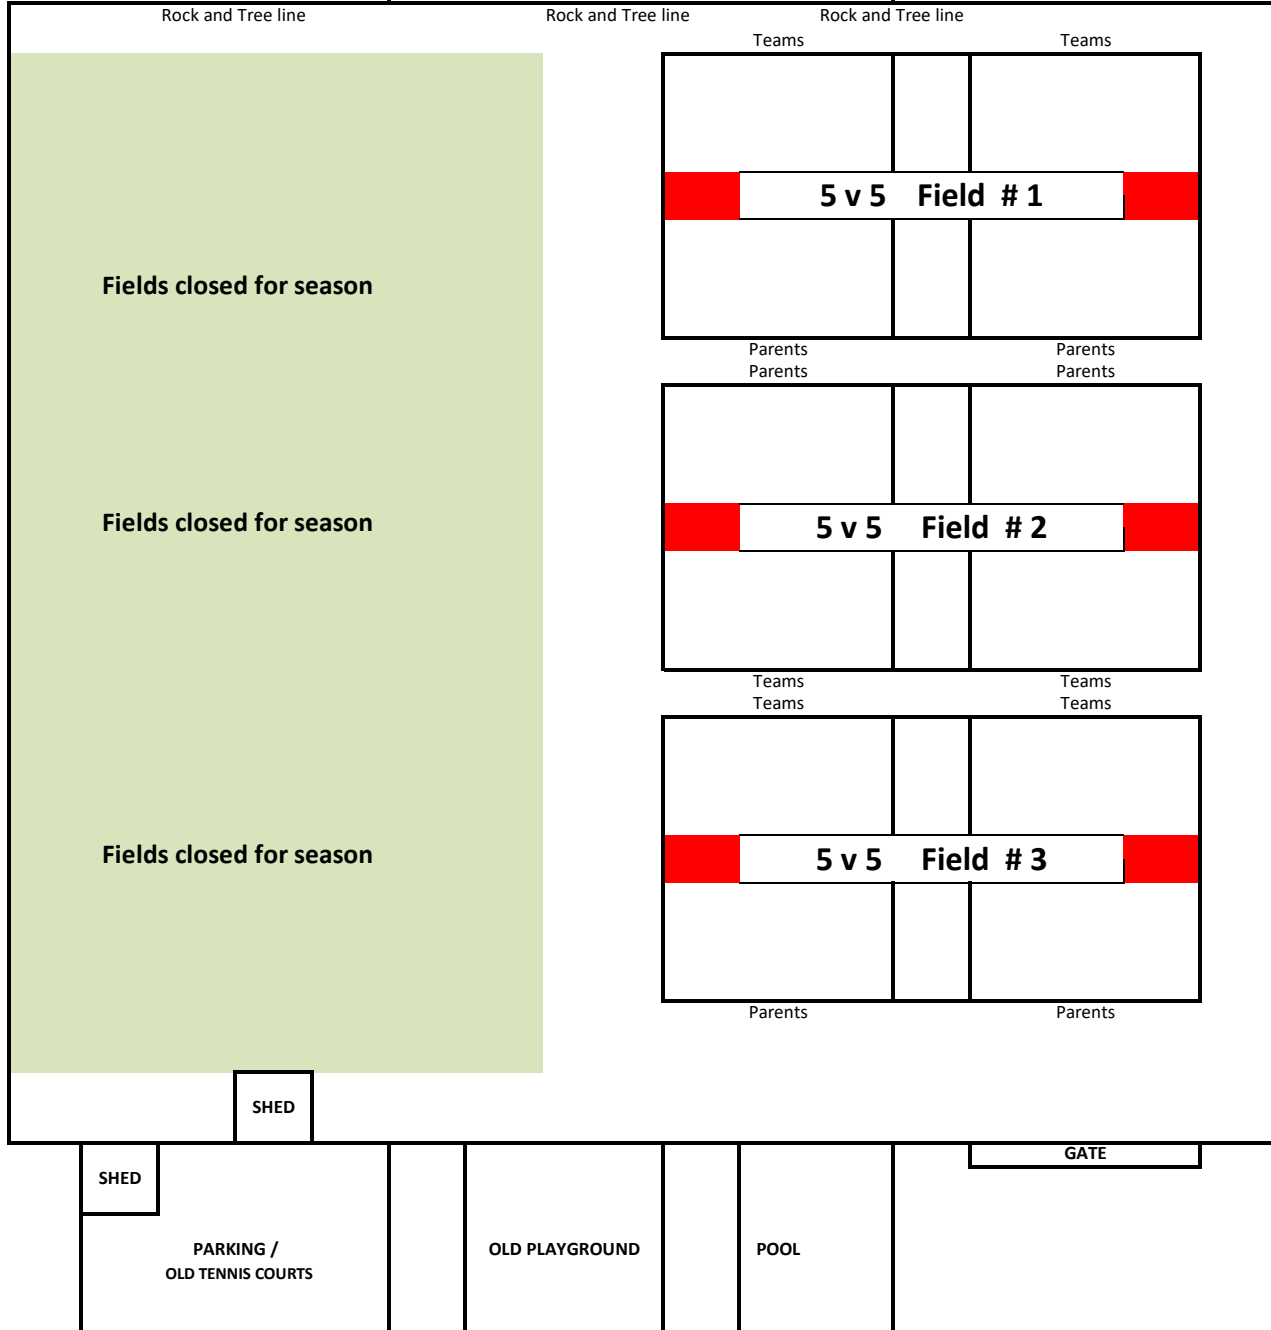 Rock and Tree line Rock and Tree line Rock and Tree line
Teams Teams
5 v 5 Field # 1
Fields closed for season
Parents Parents
Parents Parents
Fields closed for season
5 v 5 Field # 2
Teams Teams
Teams Teams
Fields closed for season
5 v 5 Field # 3
Parents Parents
SHED
GATE
SHED
PARKING /
OLD TENNIS COURTS
OLD PLAYGROUND
POOL